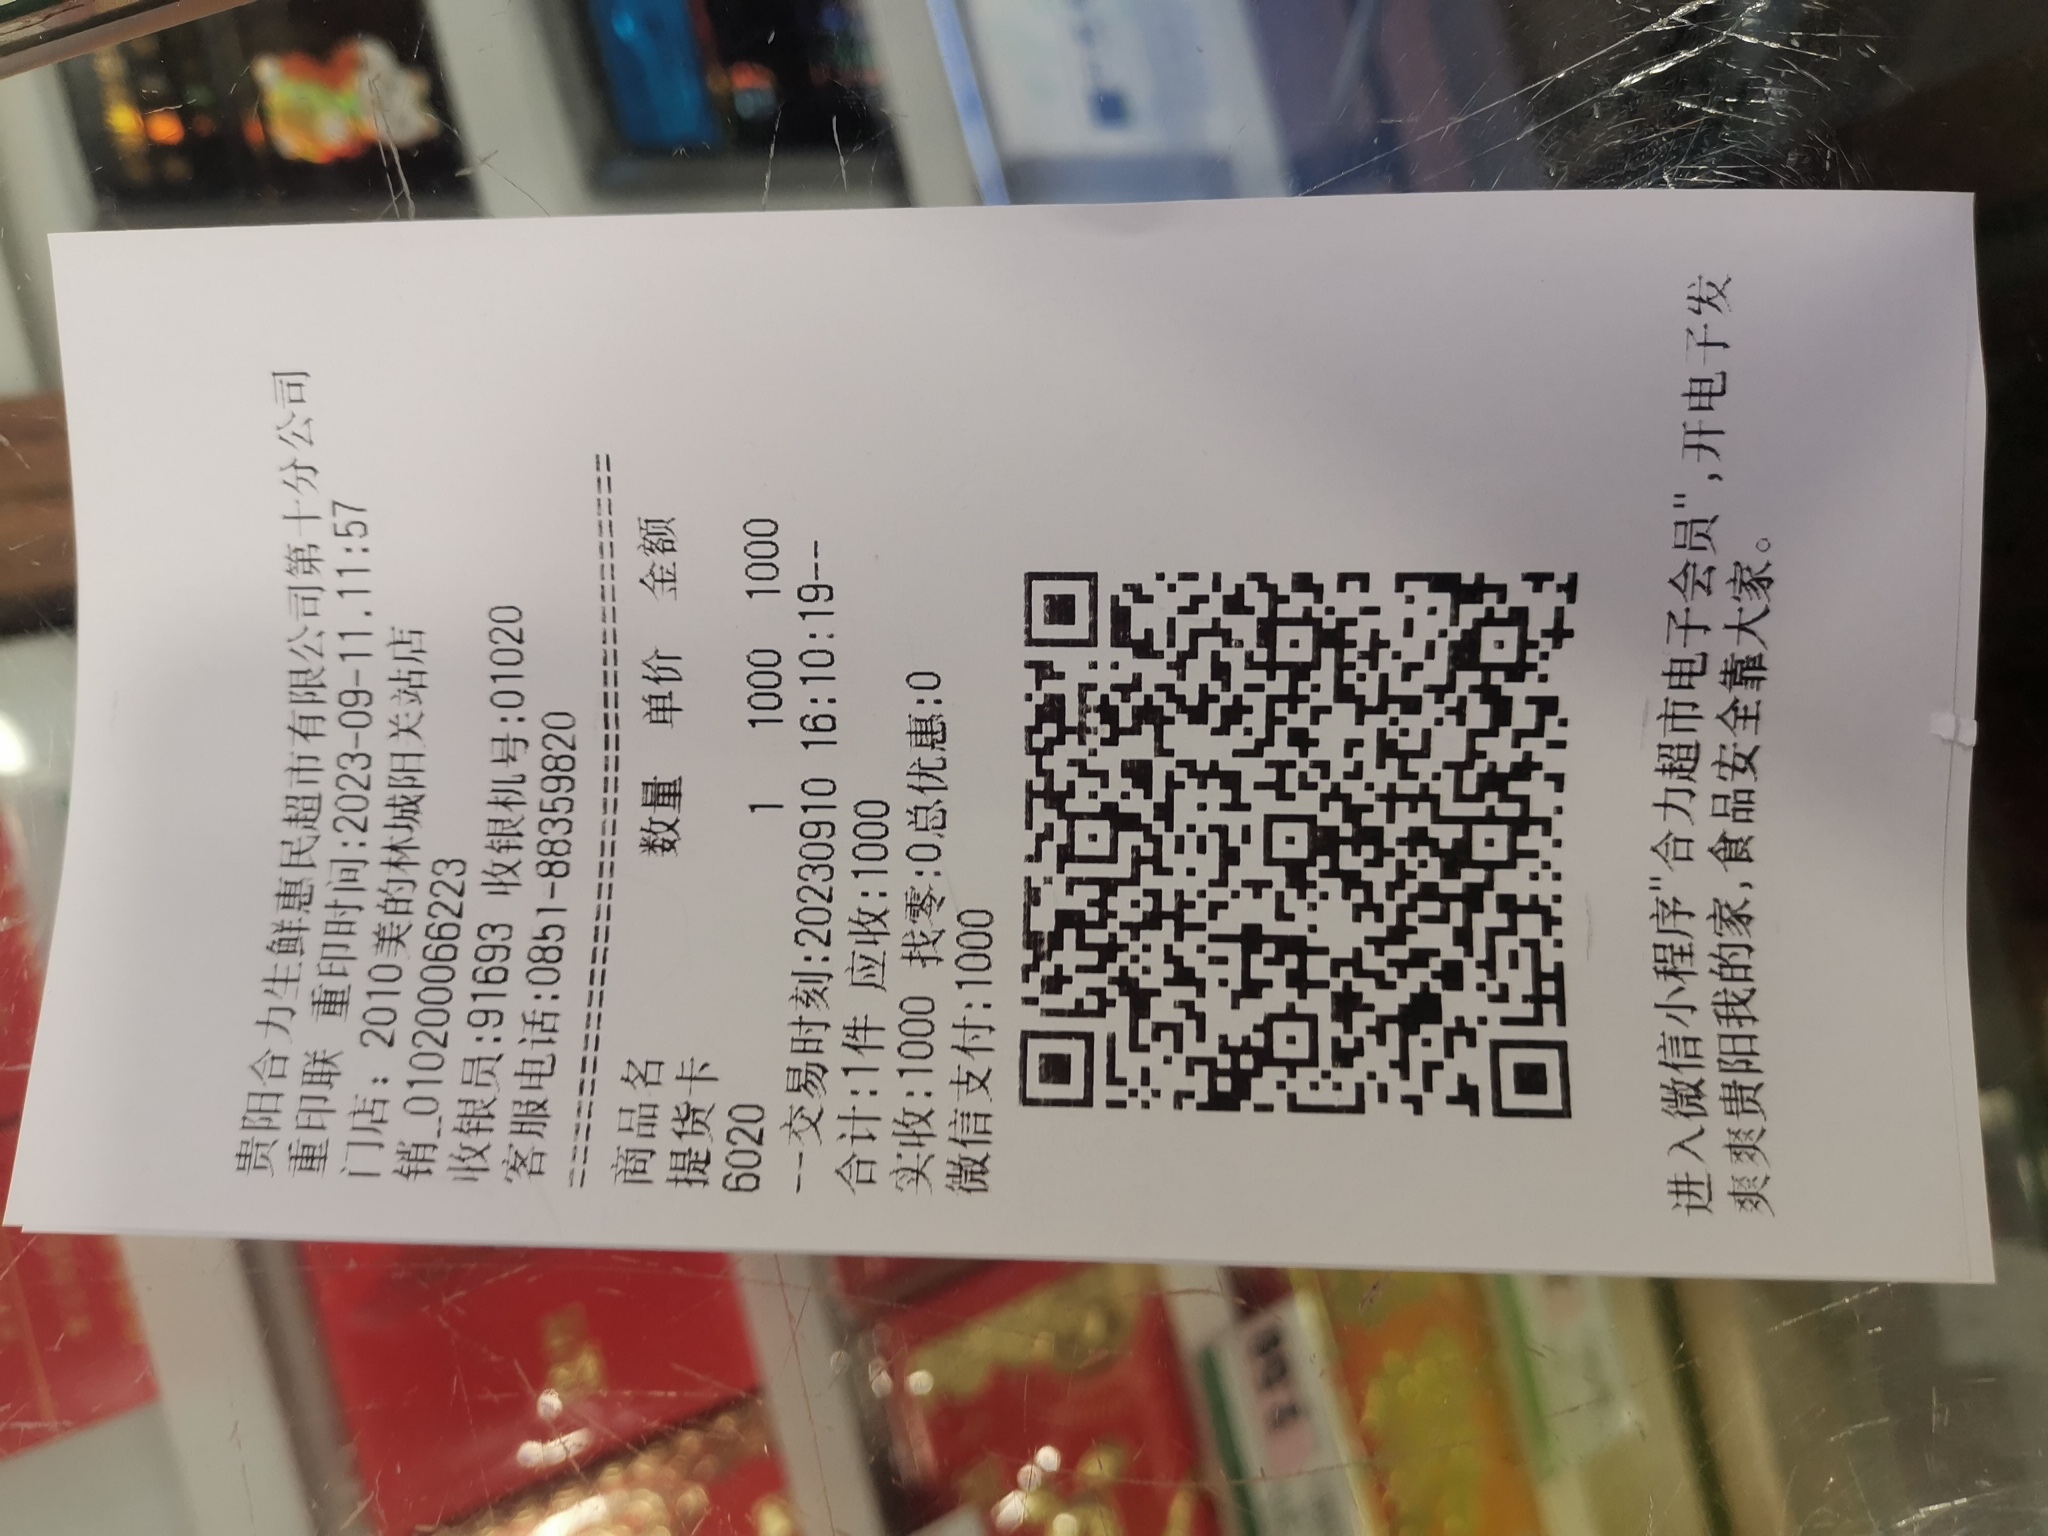 贵阳合力生鲜惠民超市有限公司第十分公司
重印联  重印时间:2023-09-11.11:57
门店: 2010美的林城阳关站店
销_010200066223
收银员:91693 收银机号:01020
客服电话:0851-88359820
商品名 数量 单价 金额
提货卡
6020 1 1000 1000
--交易时刻:20230910 16:10:19--
合计:1件 应收:1000
实收:1000 找零:0总优惠:0
微信支付:1000
进入微信小程序"合力超市电子会员",开电子发
爽爽贵阳我的家,食品安全靠大家。